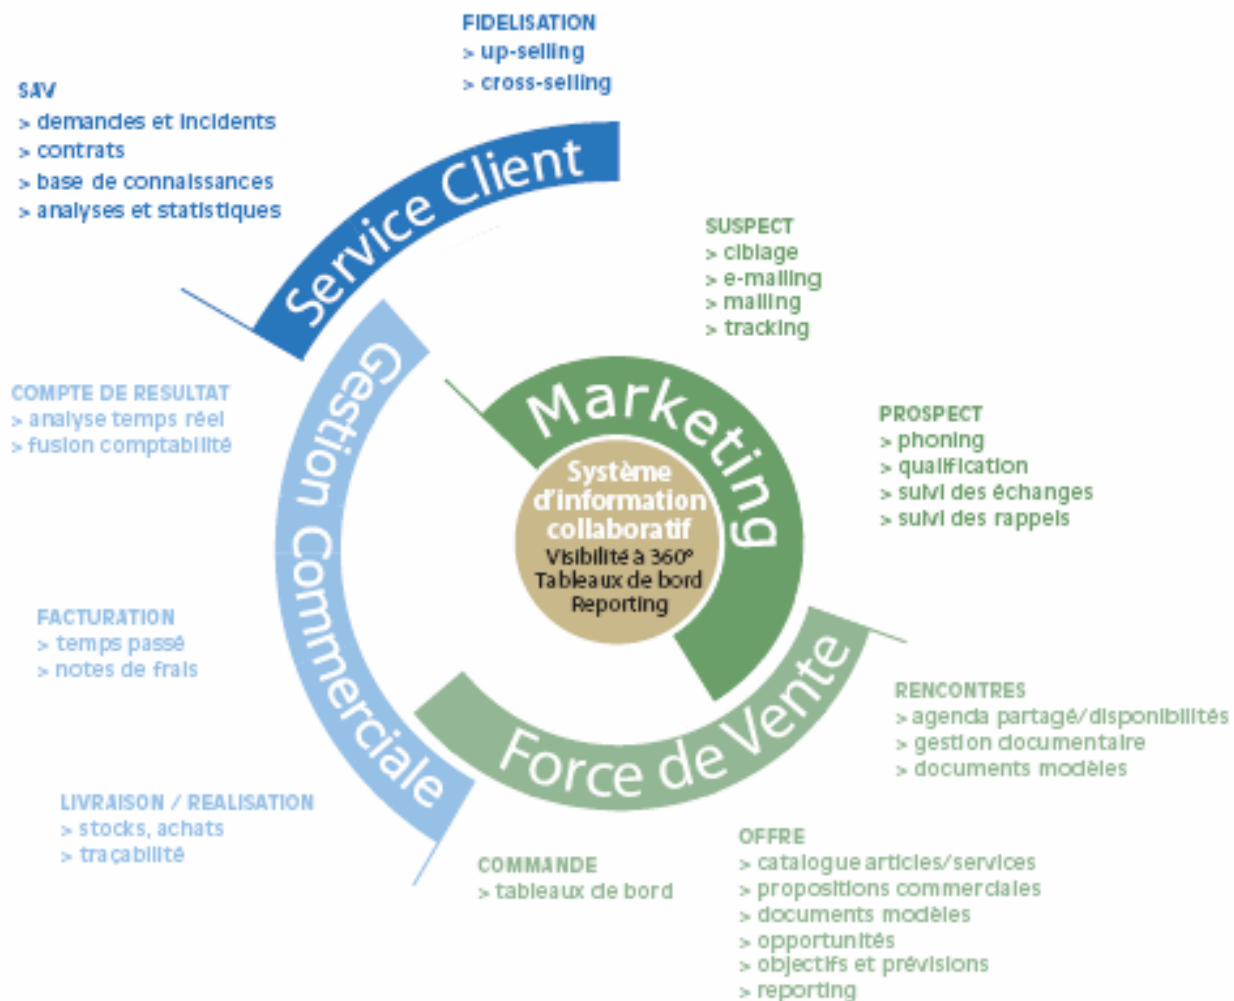 FIDELISATION
> up-selling
> cross-selling
SAV
> demandes et incidents
> contrats
> base de connaissances
> analyses et statistiques
Service Client
SUSPECT
> ciblage
> e-mailing
> mailing
> tracking
COMPTE DE RESULTAT
> analyse temps réel
> fusion comptabilité
Gestion Commerciale
Marketing
PROSPECT
> phoning
> qualification
> suivi des échanges
> suivi des rappels
Système
d'information
collaboratif
Visibilité à 360°
Tableaux de bord
Reporting
FACTURATION
> temps passé
> notes de frais
Force de Vente
RENCONTRES
> agenda partagé/disponibilités
> gestion documentaire
> documents modèles
LIVRAISON / REALISATION
> stocks, achats
> traçabilité
COMMANDE
> tableaux de bord
OFFRE
> catalogue articles/services
> propositions commerciales
> documents modèles
> opportunités
> objectifs et prévisions
> reporting